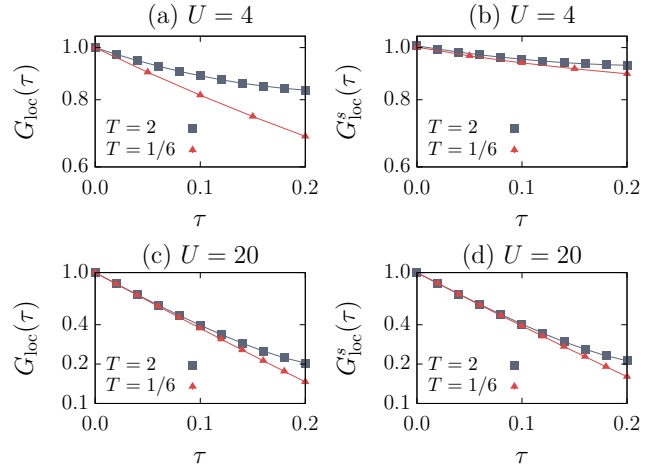 (a) U = 4
1.0
0.8
0.6
G_loc(τ)
T = 2
T = 1/6
0.0 0.1 0.2
τ
(b) U = 4
1.0
0.8
0.6
G^s_loc(τ)
T = 2
T = 1/6
0.0 0.1 0.2
τ
(c) U = 20
1.0
0.4
0.2
0.1
G_loc(τ)
T = 2
T = 1/6
0.0 0.1 0.2
τ
(d) U = 20
1.0
0.4
0.2
0.1
G^s_loc(τ)
T = 2
T = 1/6
0.0 0.1 0.2
τ